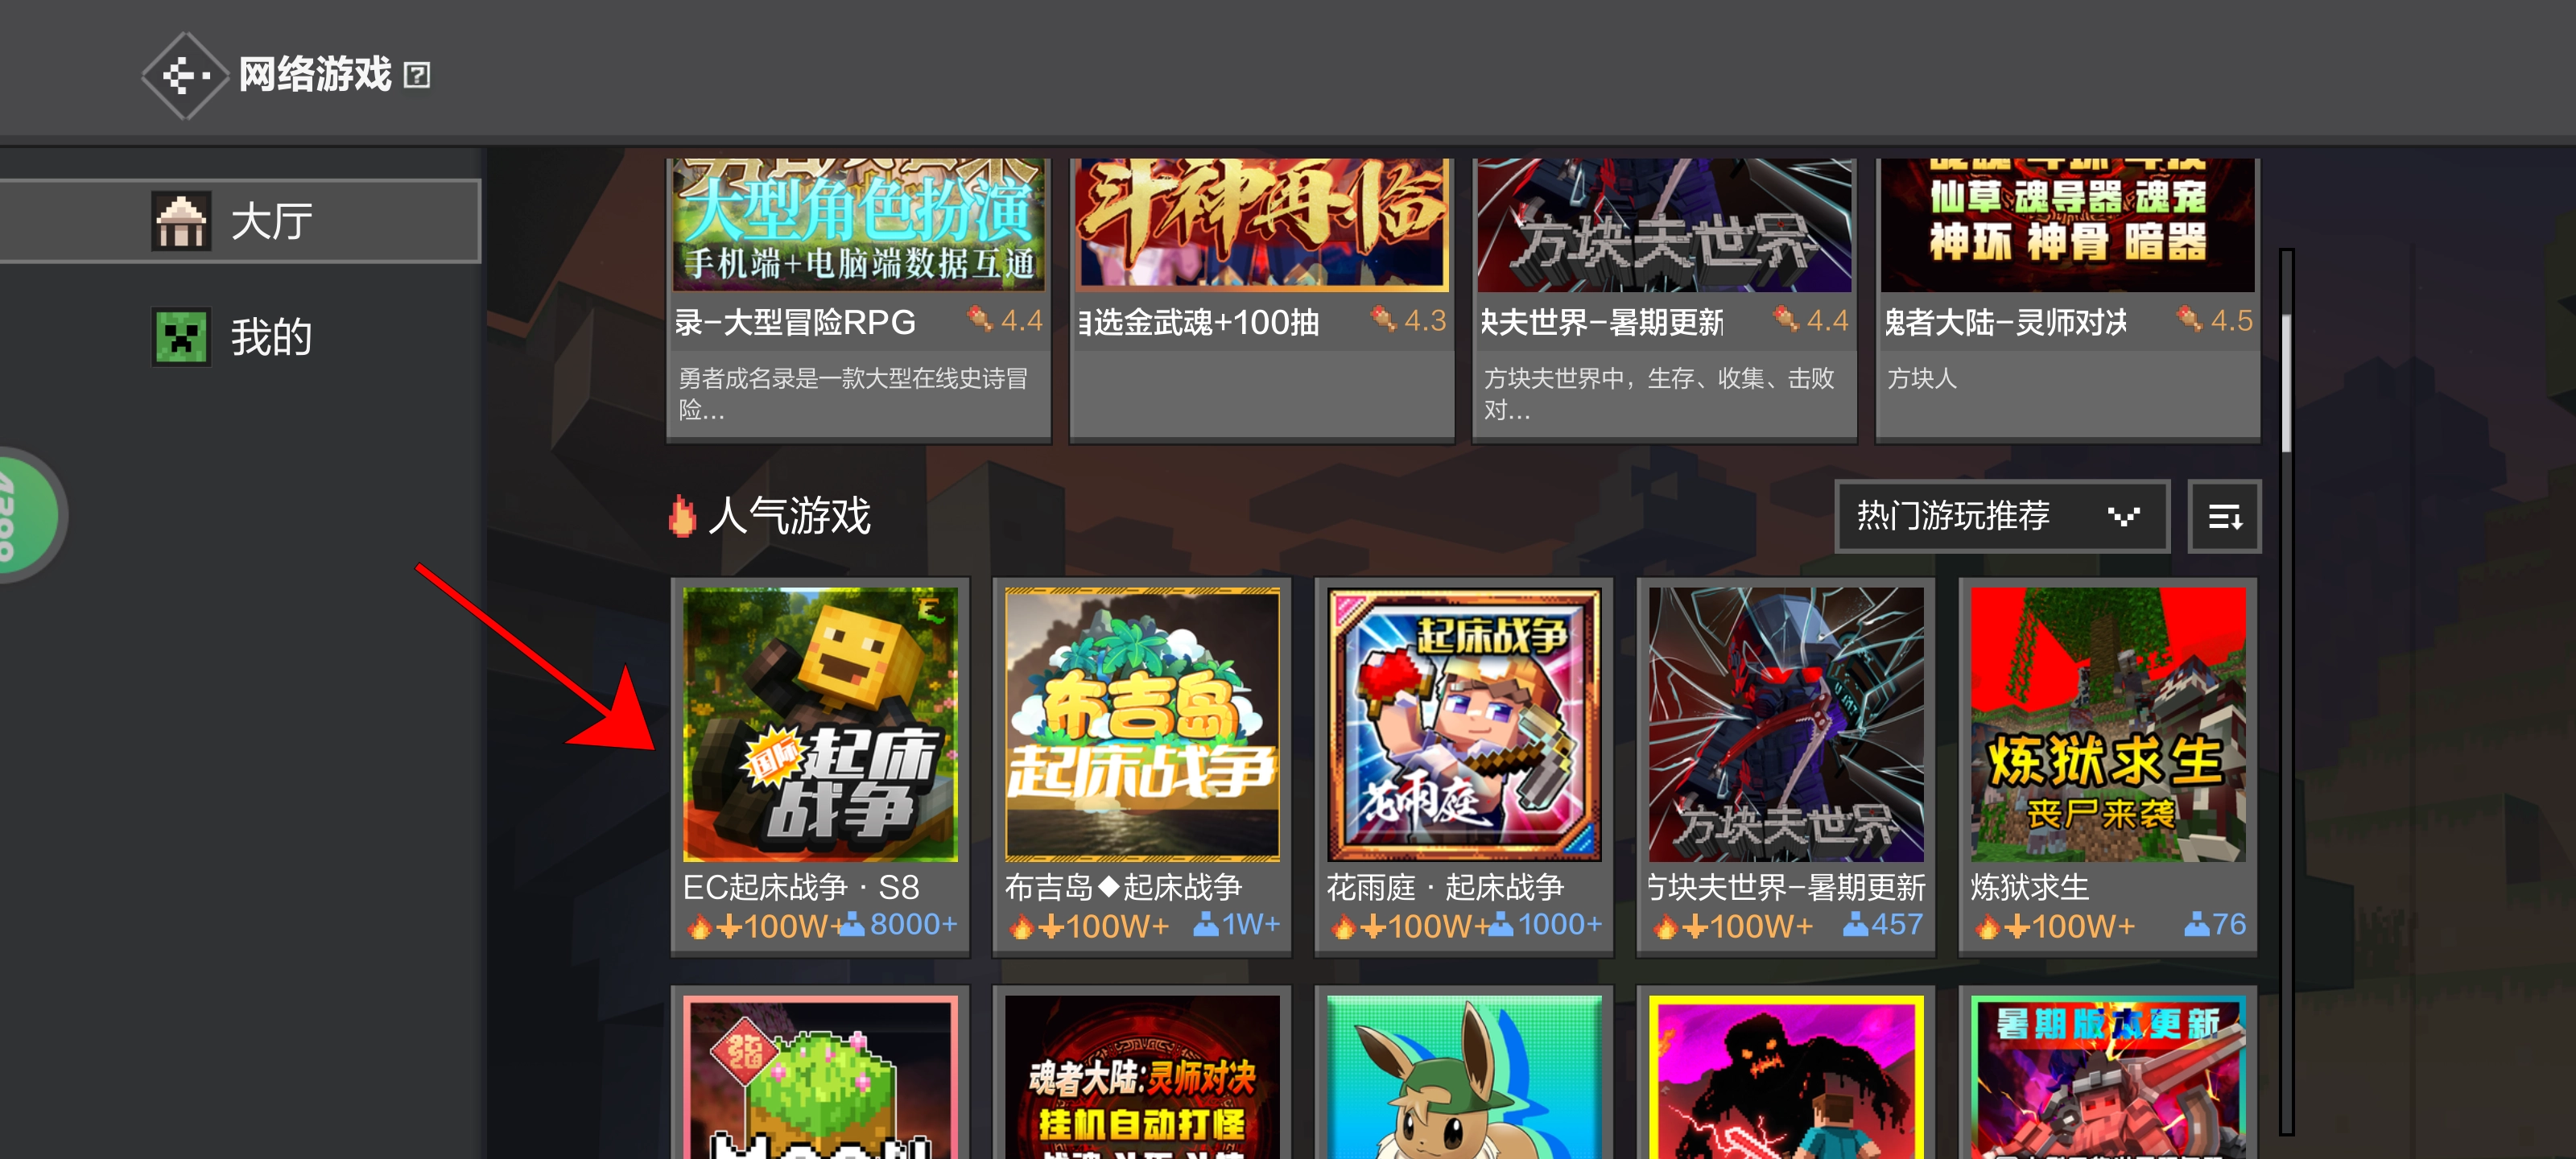 网络游戏 ?
大厅
我的
大型角色扮演
手机端+电脑端数据互通
斗神再临
方块夫世界
仙草 魂导器 魂宠
神环 神骨 暗器
录-大型冒险RPG 4.4
自选金武魂+100抽 4.3
块夫世界-暑期更新 4.4
魂者大陆-灵师对决 4.5
勇者成名录是一款大型在线史诗冒
险...
方块夫世界中，生存、收集、击败
对...
方块人
人气游戏
热门游玩推荐
国际
起床
战争
布吉岛
起床战争
起床战争
花雨庭
方块夫世界
炼狱求生
丧尸来袭
EC起床战争 · S8
100W+ 8000+
布吉岛◆起床战争
100W+ 1W+
花雨庭 · 起床战争
100W+ 1000+
方块夫世界-暑期更新
100W+ 457
炼狱求生
100W+ 76
魂者大陆:灵师对决
挂机自动打怪
暑期版本更新